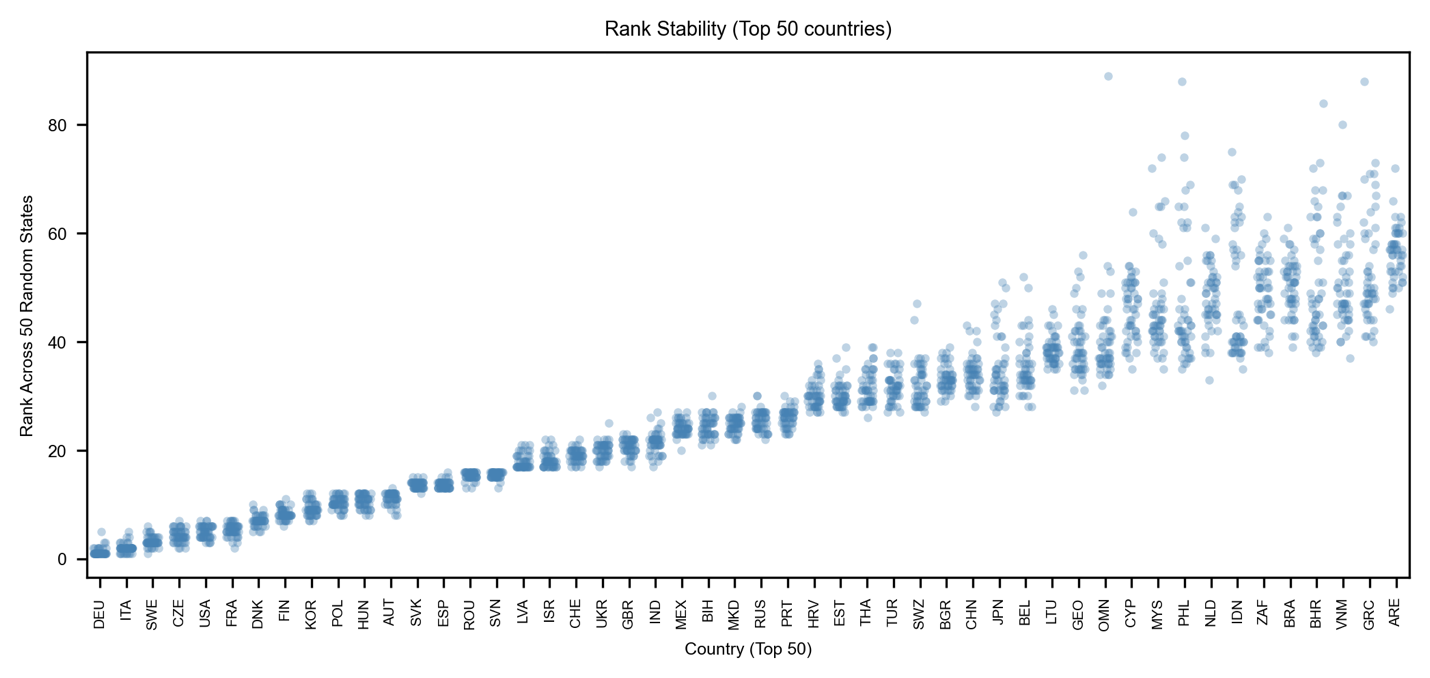 Rank Stability (Top 50 countries)
Rank Across 50 Random States
80
60
40
20
0
DEU
ITA
SWE
CZE
USA
FRA
DNK
FIN
KOR
POL
HUN
AUT
SVK
ESP
ROU
SVN
LVA
ISR
CHE
UKR
GBR
IND
MEX
BIH
MKD
RUS
PRT
HRV
EST
THA
TUR
SWZ
BGR
CHN
JPN
BEL
LTU
GEO
OMN
CYP
MYS
PHL
NLD
IDN
ZAF
BRA
BHR
VNM
GRC
ARE
Country (Top 50)